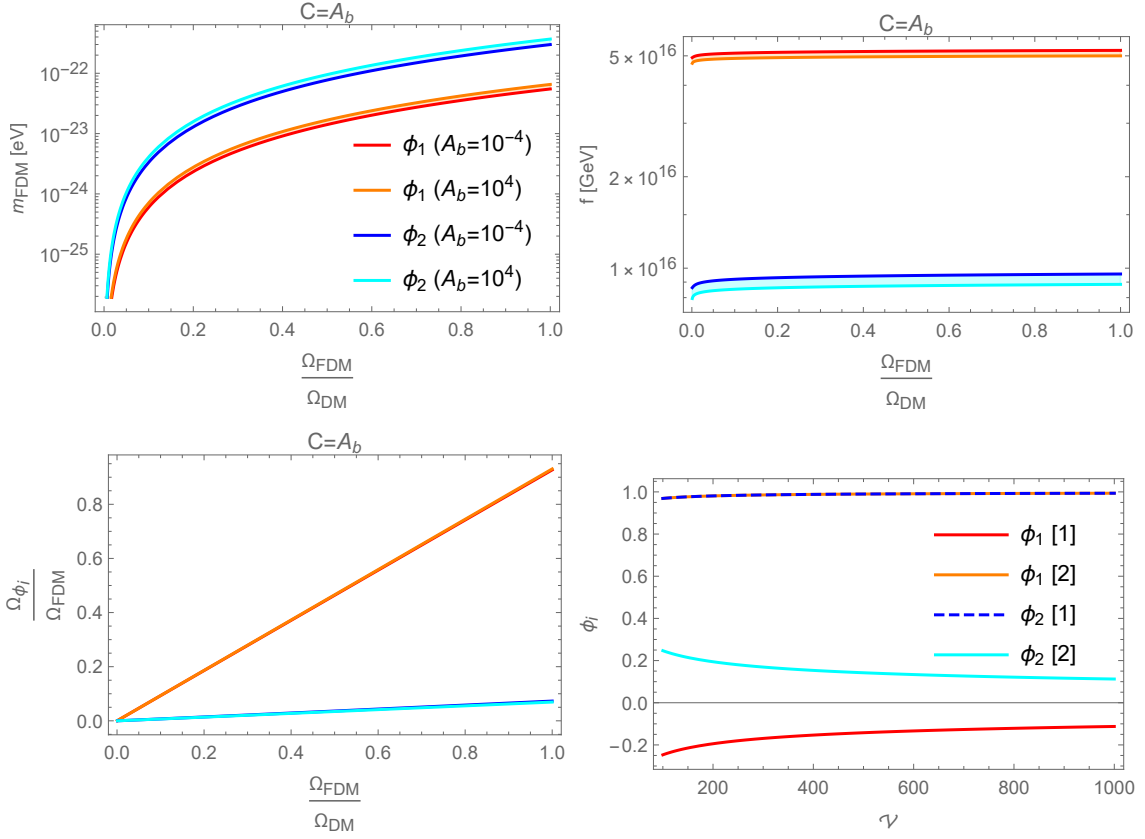 C=A_b
m_FDM [eV]
10^−22
10^−23
10^−24
10^−25
ϕ_1 (A_b=10^−4)
ϕ_1 (A_b=10^4)
ϕ_2 (A_b=10^−4)
ϕ_2 (A_b=10^4)
0.0 0.2 0.4 0.6 0.8 1.0
Ω_FDM
Ω_DM
C=A_b
f [GeV]
5×10^16
2×10^16
1×10^16
0.0 0.2 0.4 0.6 0.8 1.0
Ω_FDM
Ω_DM
C=A_b
Ω_ϕ_i
Ω_FDM
0.8
0.6
0.4
0.2
0.0
0.0 0.2 0.4 0.6 0.8 1.0
Ω_FDM
Ω_DM
ϕ_i
1.0
0.8
0.6
0.4
0.2
0.0
−0.2
ϕ_1 [1]
ϕ_1 [2]
ϕ_2 [1]
ϕ_2 [2]
200 400 600 800 1000
𝒱